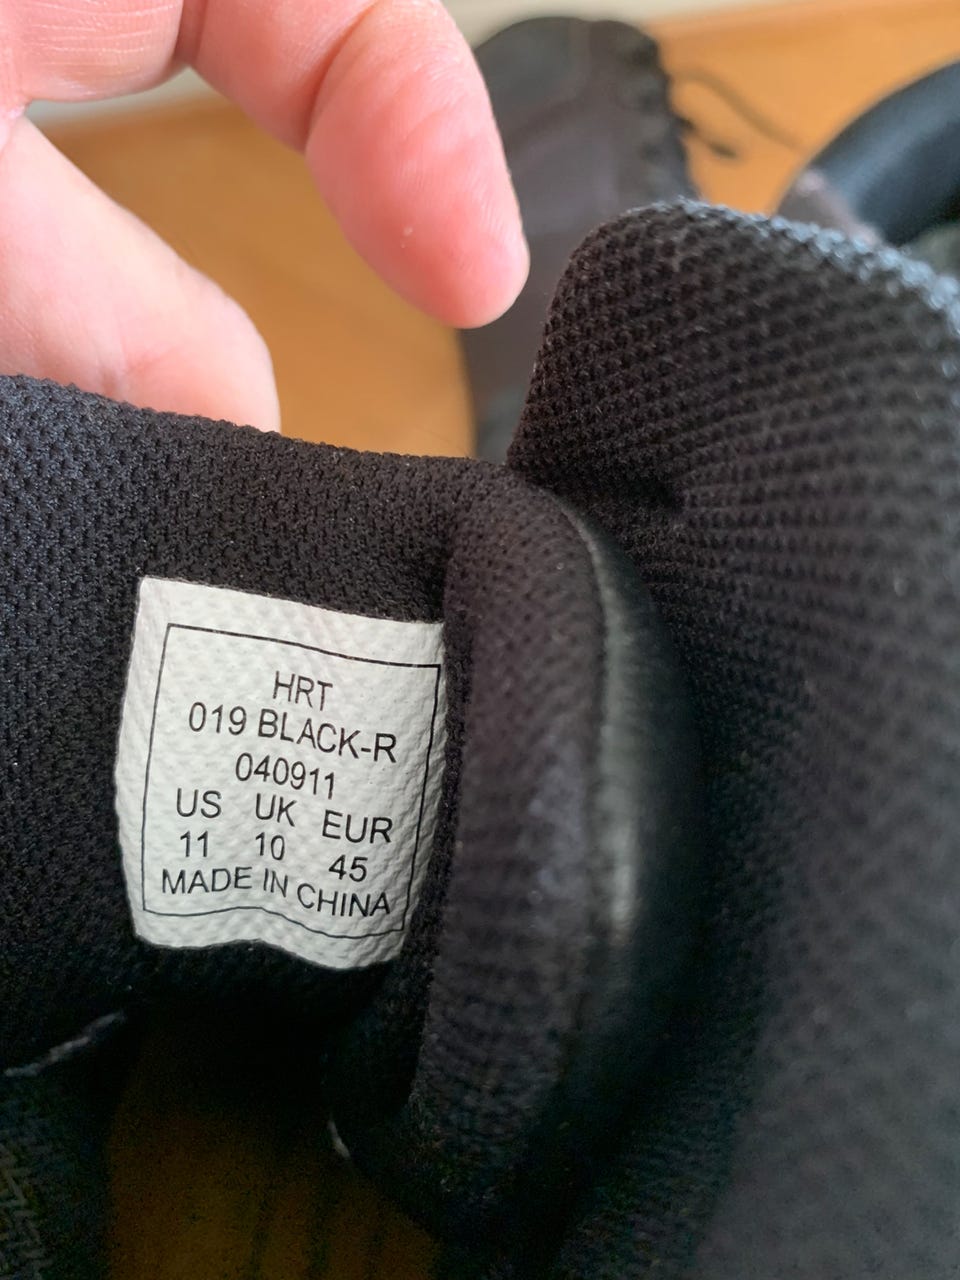 HRT
019 BLACK-R
040911
US UK EUR
11 10 45
MADE IN CHINA